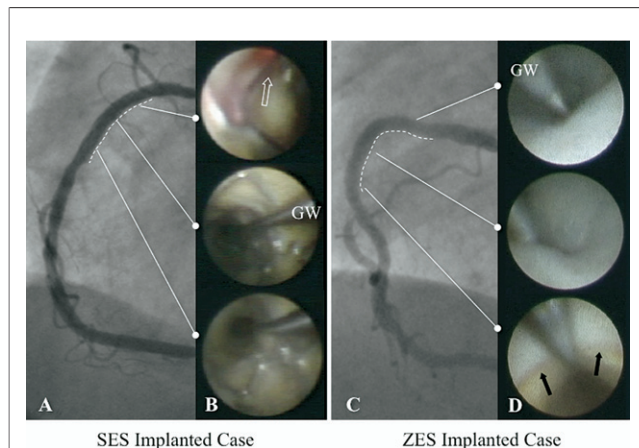 GW
GW
A
B
C
D
SES Implanted Case
ZES Implanted Case